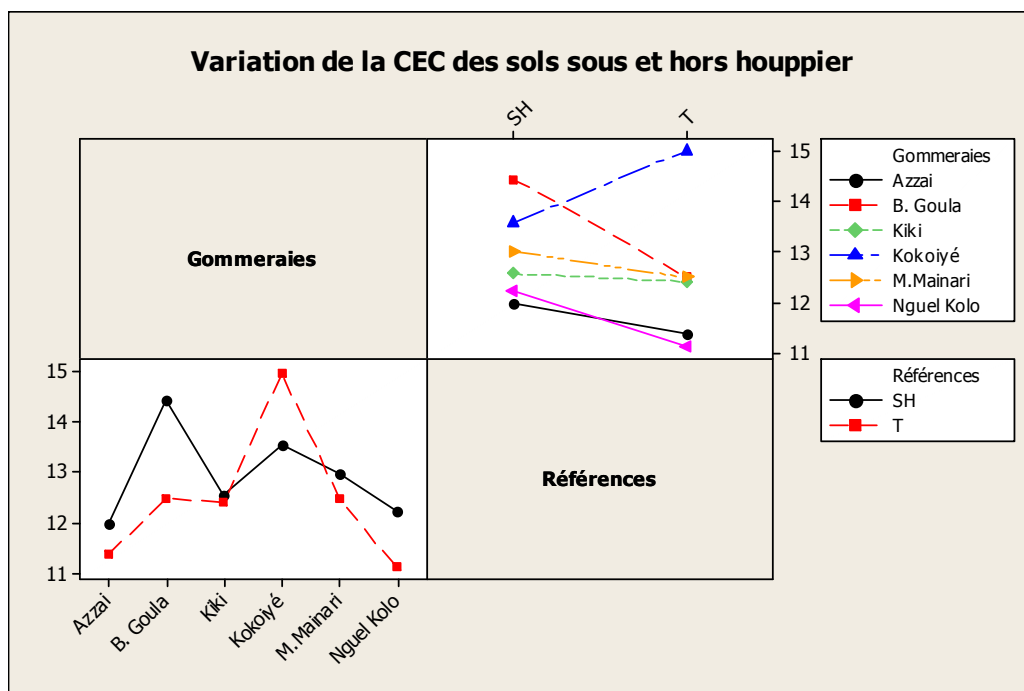 Variation de la CEC des sols sous et hors houppier
SH T
Gommeraies
15
14
13
12
11
Gommeraies
Azzai
B. Goula
Kiki
Kokoiyé
M.Mainari
Nguel Kolo
15
14
13
12
11
Références
Références
SH
T
Azzai
B. Goula
Kiki
Kokoiyé
M.Mainari
Nguel Kolo